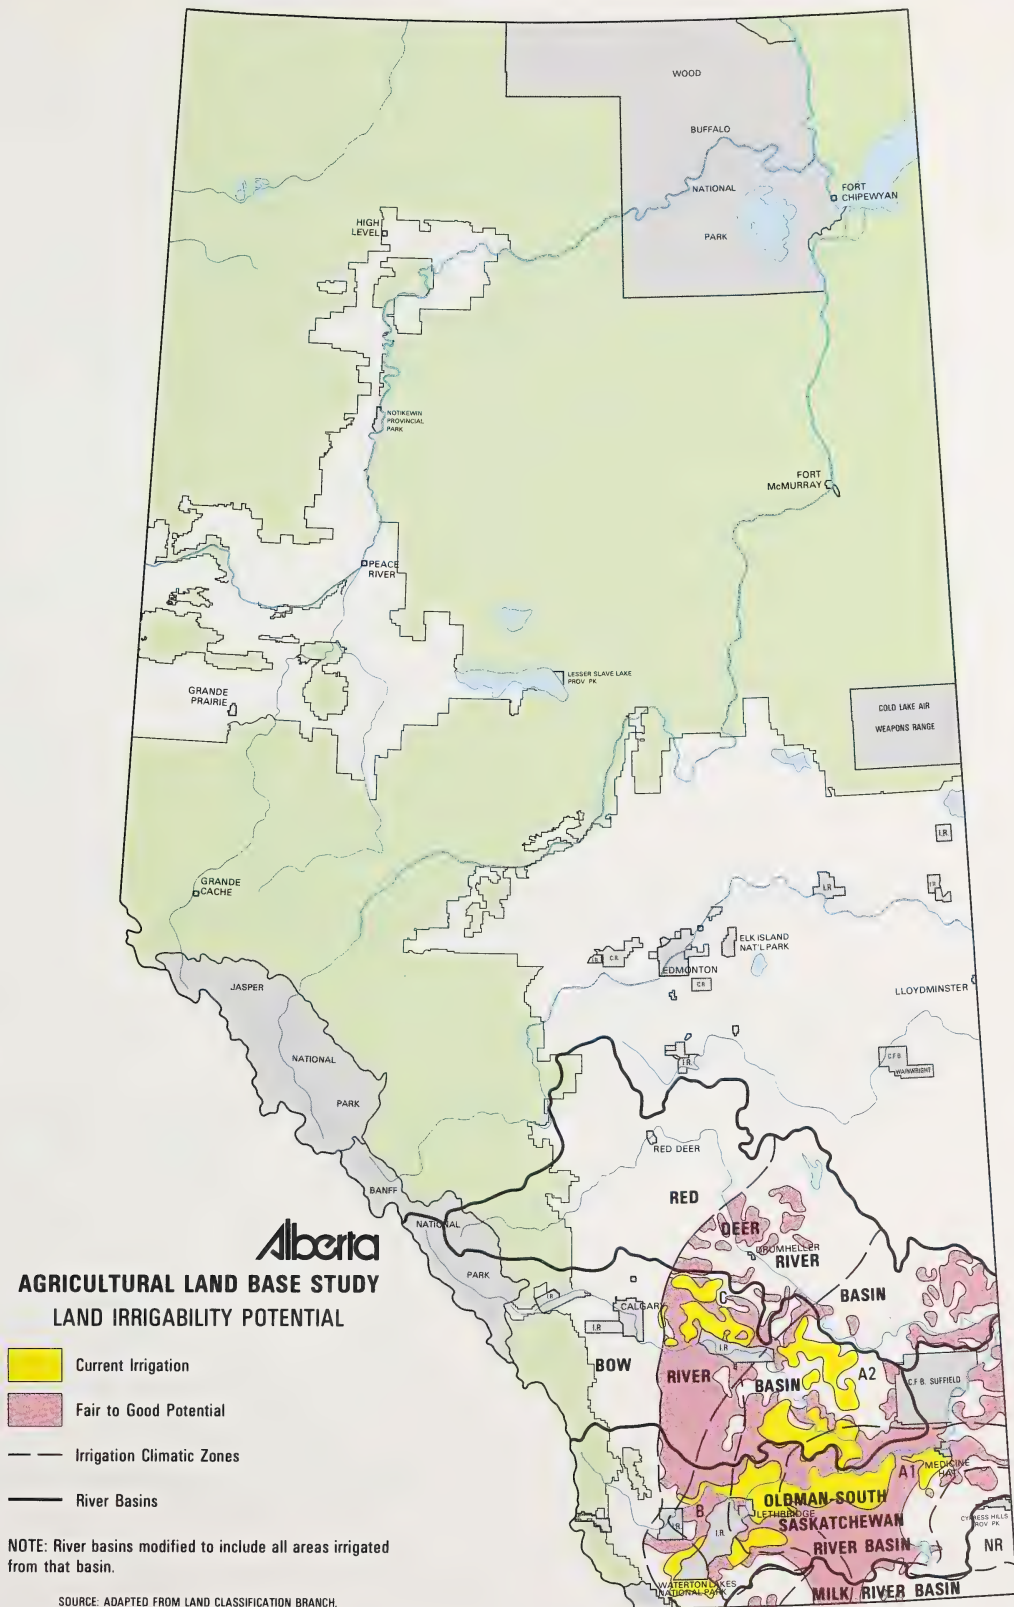 WOOD
BUFFALO
NATIONAL
PARK
FORT
CHIPEWYAN
HIGH
LEVEL
NOTIKEWIN
PROVINCIAL
PARK
FORT
McMURRAY
PEACE
RIVER
LESSER SLAVE LAKE
PROV PK
GRANDE
PRAIRIE
COLD LAKE AIR
WEAPONS RANGE
I.R.
GRANDE
CACHE
I.R.
I.R.
ELK ISLAND
NAT'L PARK
I.R.
C.R.
EDMONTON
C.R.
LLOYDMINSTER
JASPER
NATIONAL
PARK
I.R.
C.F.B.
WAINWRIGHT
RED DEER
BANFF
NATIONAL
PARK
RED
DEER
RIVER
BASIN
DRUMHELLER
I.R.
CALGARY
I.R.
C
I.R.
BOW
RIVER
BASIN
A2
C.F.B. SUFFIELD
A1
MEDICINE
HAT
OLDMAN-SOUTH
SASKATCHEWAN
RIVER BASIN
LETHBRIDGE
B
I.R.
I.R.
CYPRESS HILLS
PROV PK
NR
WATERTON LAKES
NATIONAL PARK
MILK RIVER BASIN
Alberta
AGRICULTURAL LAND BASE STUDY
LAND IRRIGABILITY POTENTIAL
Current Irrigation
Fair to Good Potential
Irrigation Climatic Zones
River Basins
NOTE: River basins modified to include all areas irrigated
from that basin.
SOURCE: ADAPTED FROM LAND CLASSIFICATION BRANCH.